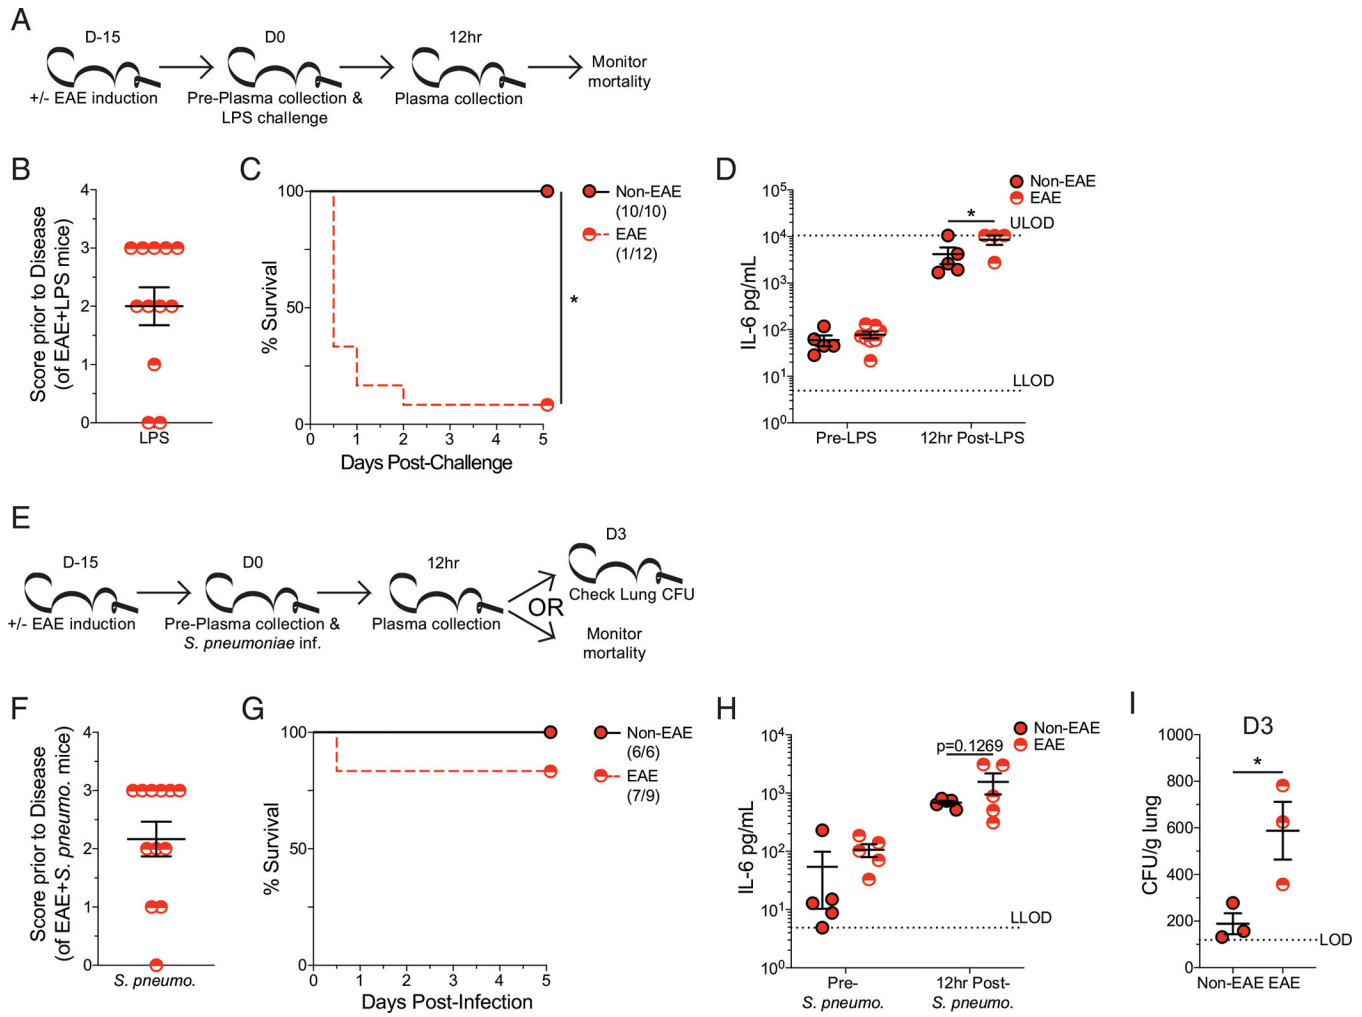 A
D-15
D0
12hr
+/- EAE induction
Pre-Plasma collection &
LPS challenge
Plasma collection
Monitor
mortality
B
Score prior to Disease
(of EAE+LPS mice)
4
3
2
1
0
LPS
C
% Survival
100
50
0
0 1 2 3 4 5
Days Post-Challenge
Non-EAE
(10/10)
EAE
(1/12)
*
D
IL-6 pg/mL
10^5
10^4
10^3
10^2
10^1
10^0
Non-EAE
EAE
ULOD
*
LLOD
Pre-LPS
12hr Post-LPS
E
D-15
D0
12hr
D3
+/- EAE induction
Pre-Plasma collection &
S. pneumoniae inf.
Plasma collection
OR
Check Lung CFU
Monitor
mortality
F
Score prior to Disease
(of EAE+S. pneumo. mice)
4
3
2
1
0
S. pneumo.
G
% Survival
100
50
0
0 1 2 3 4 5
Days Post-Infection
Non-EAE
(6/6)
EAE
(7/9)
H
IL-6 pg/mL
10^4
10^3
10^2
10^1
10^0
Non-EAE
EAE
p=0.1269
LLOD
Pre-
S. pneumo.
12hr Post-
S. pneumo.
I
D3
CFU/g lung
1000
800
600
400
200
0
*
LOD
Non-EAE EAE